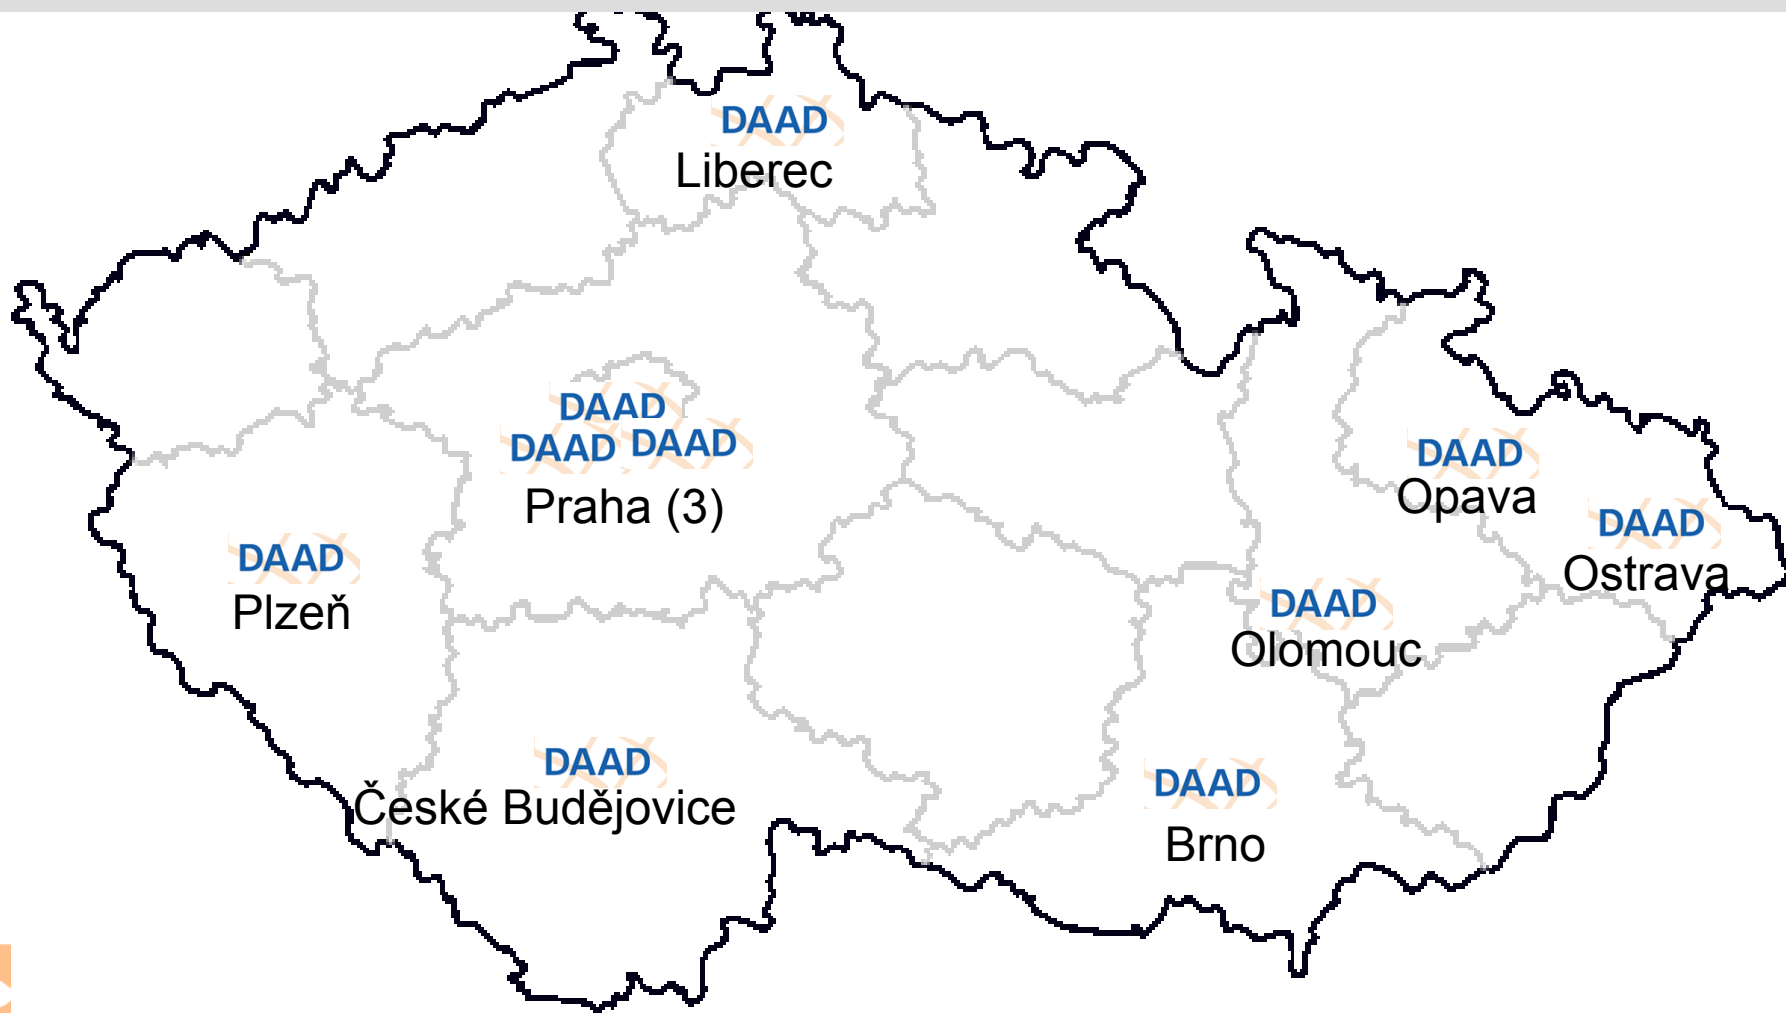 DAAD
Liberec
DAAD
DAAD DAAD
Praha (3)
DAAD
Opava
DAAD
Ostrava
DAAD
Plzeň
DAAD
Olomouc
DAAD
České Budějovice
DAAD
Brno